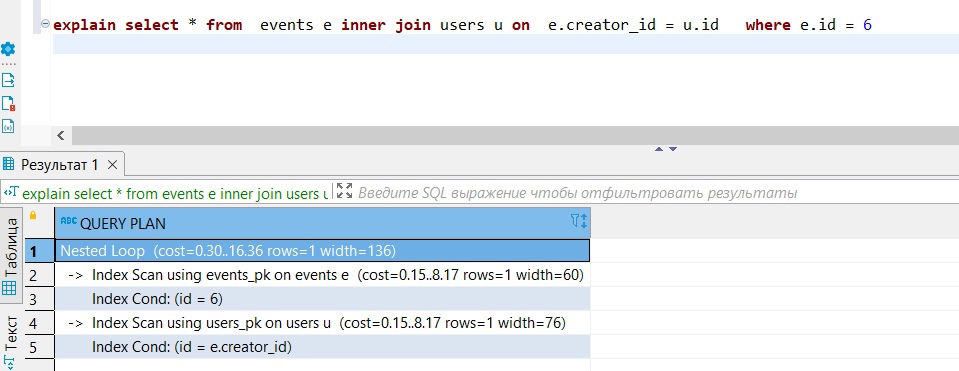 explain select * from events e inner join users u on e.creator_id = u.id where e.id = 6
Результат 1
explain select * from events e inner join users u
Введите SQL выражение чтобы отфильтровать результаты
Таблица
Текст
ABC QUERY PLAN
1 Nested Loop (cost=0.30..16.36 rows=1 width=136)
2 -> Index Scan using events_pk on events e (cost=0.15..8.17 rows=1 width=60)
3 Index Cond: (id = 6)
4 -> Index Scan using users_pk on users u (cost=0.15..8.17 rows=1 width=76)
5 Index Cond: (id = e.creator_id)